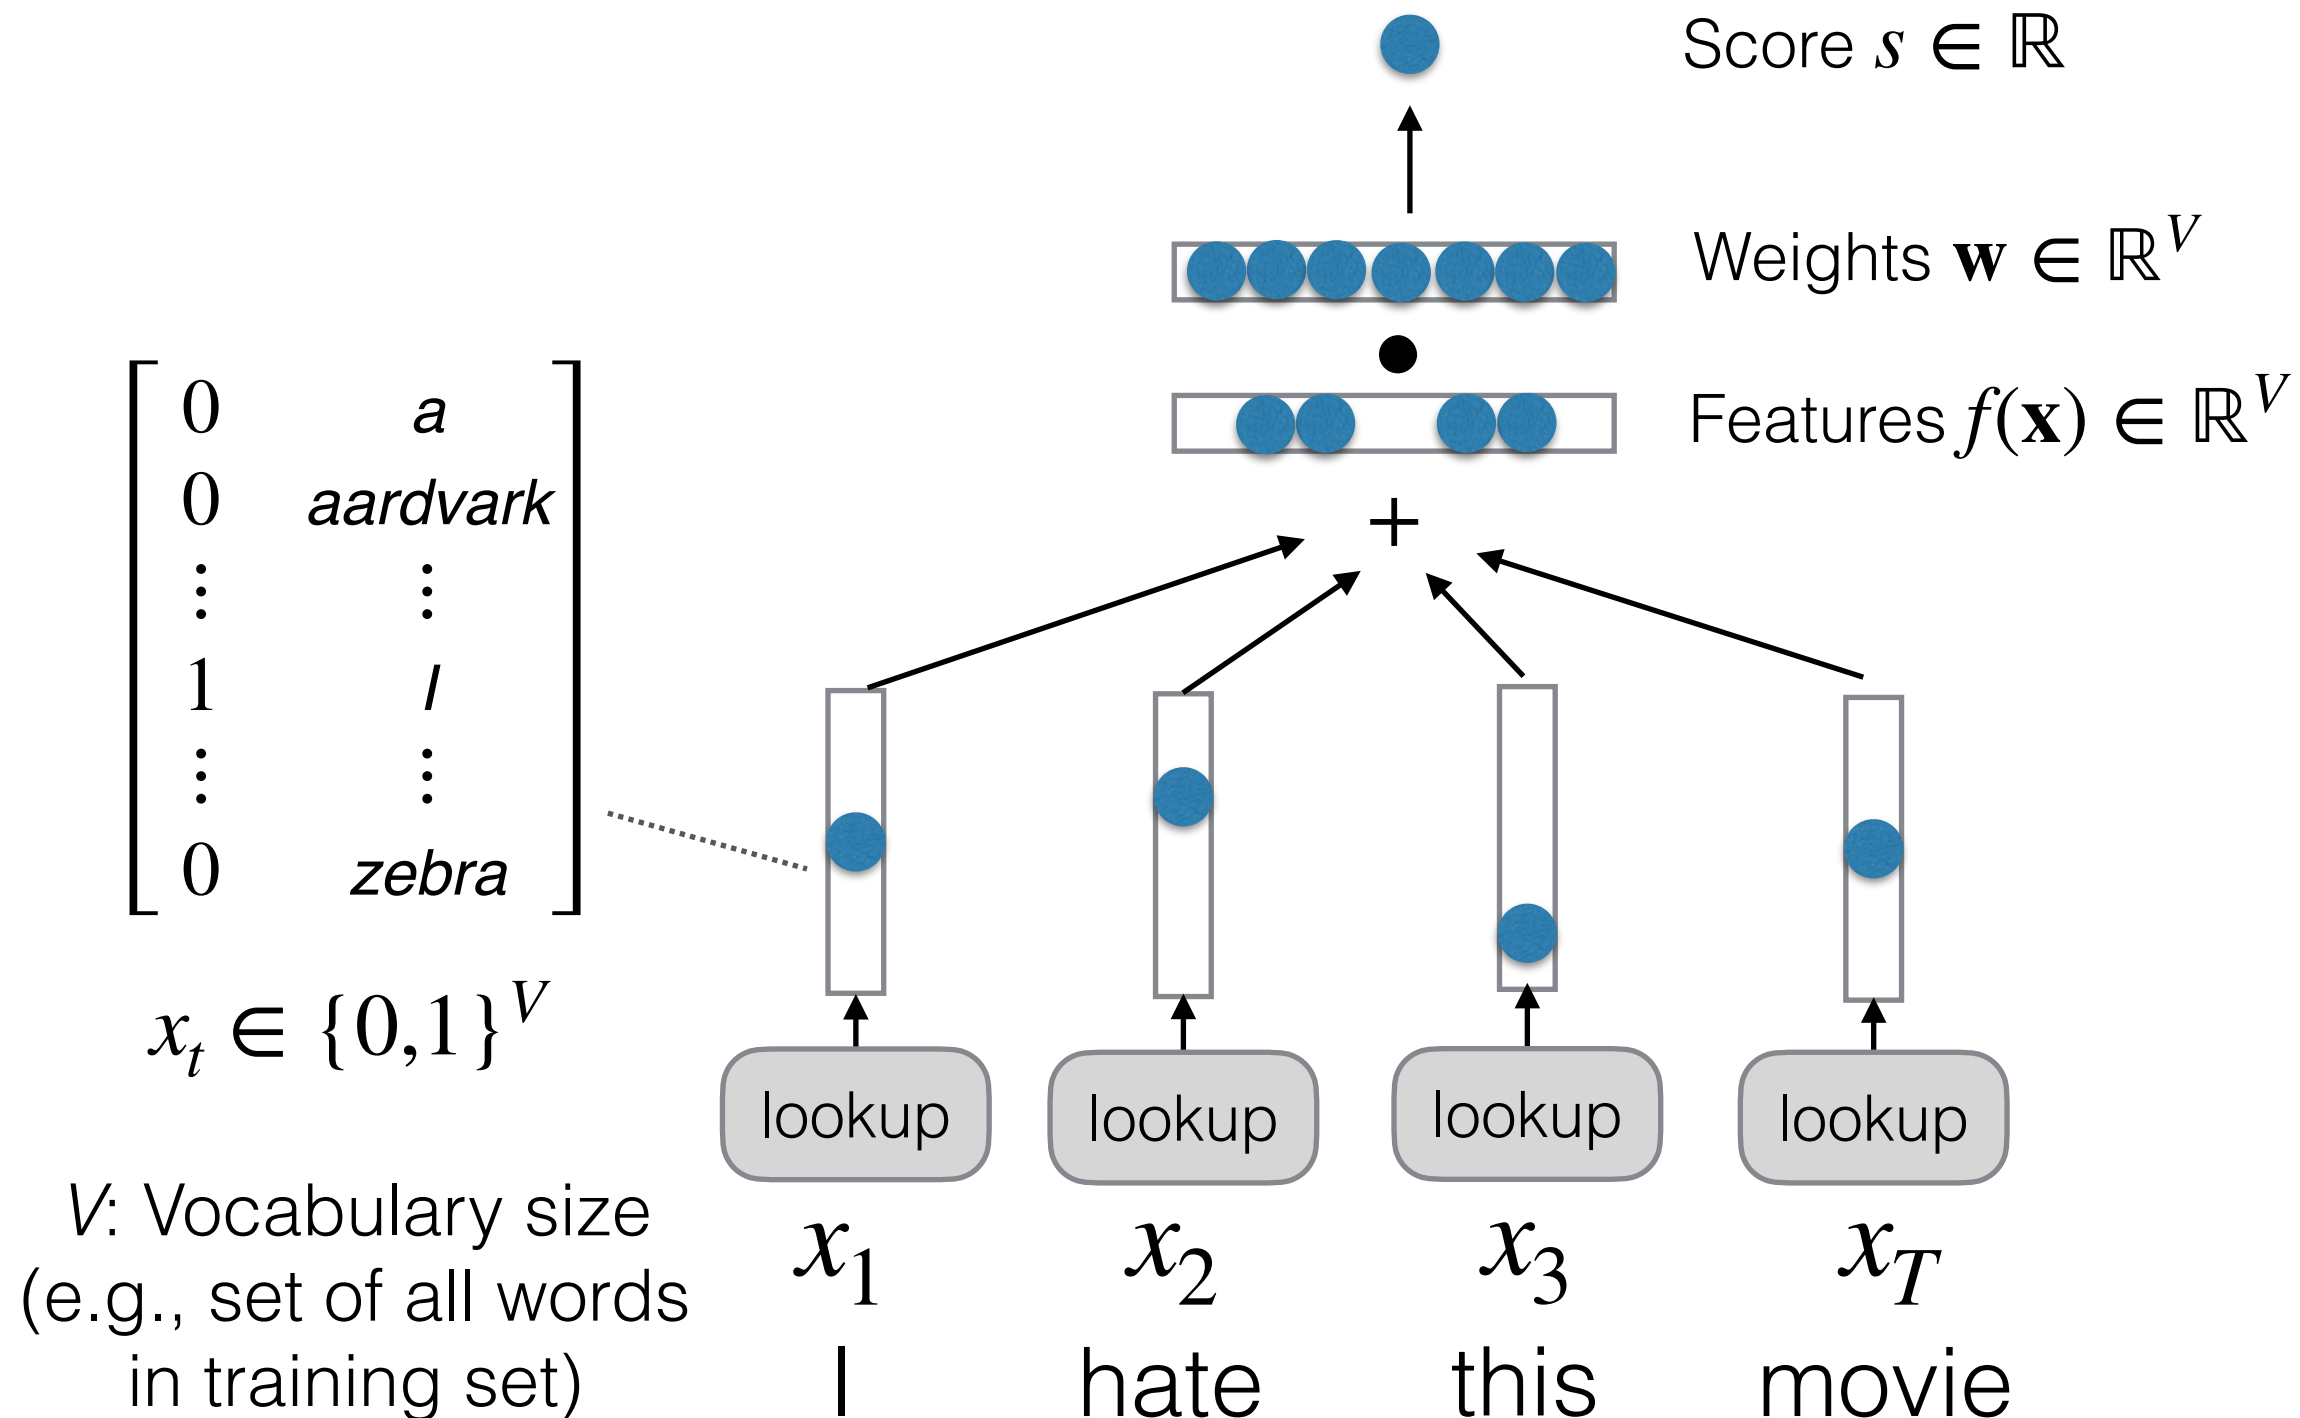 Score s ∈ ℝ
Weights w ∈ ℝ^V
Features f(x) ∈ ℝ^V
•
+
0 a
0 aardvark
⋮ ⋮
1 I
⋮ ⋮
0 zebra
x_t ∈ {0,1}^V
V: Vocabulary size
(e.g., set of all words
in training set)
lookup lookup lookup lookup
x_1 x_2 x_3 x_T
I hate this movie